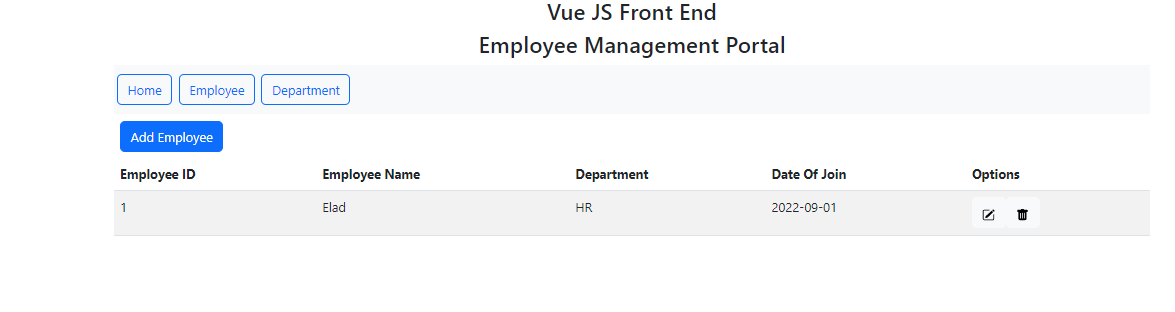 Vue JS Front End
Employee Management Portal
Home Employee Department
Add Employee
Employee ID Employee Name Department Date Of Join Options
1 Elad HR 2022-09-01